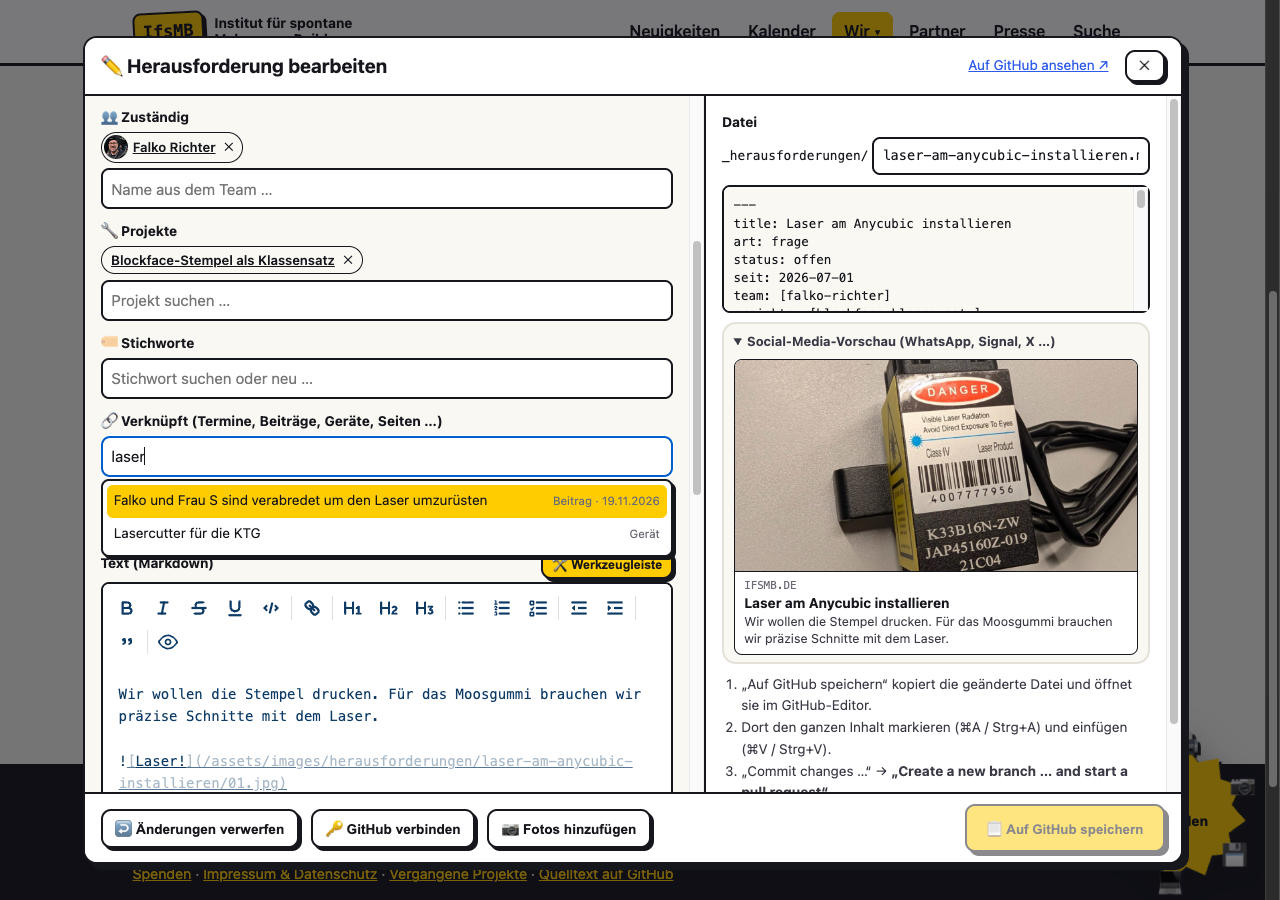 IfsMB
Institut für spontane
Neuigkeiten
Kalender
Wir ▾
Partner
Presse
Suche
✏️ Herausforderung bearbeiten
Auf GitHub ansehen ↗
✕
👥 Zuständig
Falko Richter ✕
Name aus dem Team ...
🔧 Projekte
Blockface-Stempel als Klassensatz ✕
Projekt suchen ...
🏷️ Stichworte
Stichwort suchen oder neu ...
🔗 Verknüpft (Termine, Beiträge, Geräte, Seiten ...)
laser
Falko und Frau S sind verabredet um den Laser umzurüsten Beitrag · 19.11.2026
Lasercutter für die KTG Gerät
Text (Markdown)
🛠️ Werkzeugleiste
B I S U </> H1 H2 H3
Wir wollen die Stempel drucken. Für das Moosgummi brauchen wir
präzise Schnitte mit dem Laser.
![Laser!](/assets/images/herausforderungen/laser-am-anycubic-
installieren/01.jpg)
Datei
_herausforderungen/ laser-am-anycubic-installieren.
---
title: Laser am Anycubic installieren
art: frage
status: offen
seit: 2026-07-01
team: [falko-richter]
▼ Social-Media-Vorschau (WhatsApp, Signal, X ...)
DANGER
Visible Laser Radiation
Avoid Direct Exposure To Eyes
Class IV Laser Product
4007777956
K33B16N-ZW
JAP45160Z-019
21C04
IFSMB.DE
Laser am Anycubic installieren
Wir wollen die Stempel drucken. Für das Moosgummi brauchen
wir präzise Schnitte mit dem Laser.
1. „Auf GitHub speichern“ kopiert die geänderte Datei und öffnet
sie im GitHub-Editor.
2. Dort den ganzen Inhalt markieren (⌘A / Strg+A) und einfügen
(⌘V / Strg+V).
3. „Commit changes ...“ → „Create a new branch ... and start a
pull request“
↩️ Änderungen verwerfen
🔑 GitHub verbinden
📷 Fotos hinzufügen
Auf GitHub speichern
Spenden · Impressum & Datenschutz · Vergangene Projekte · Quelltext auf GitHub